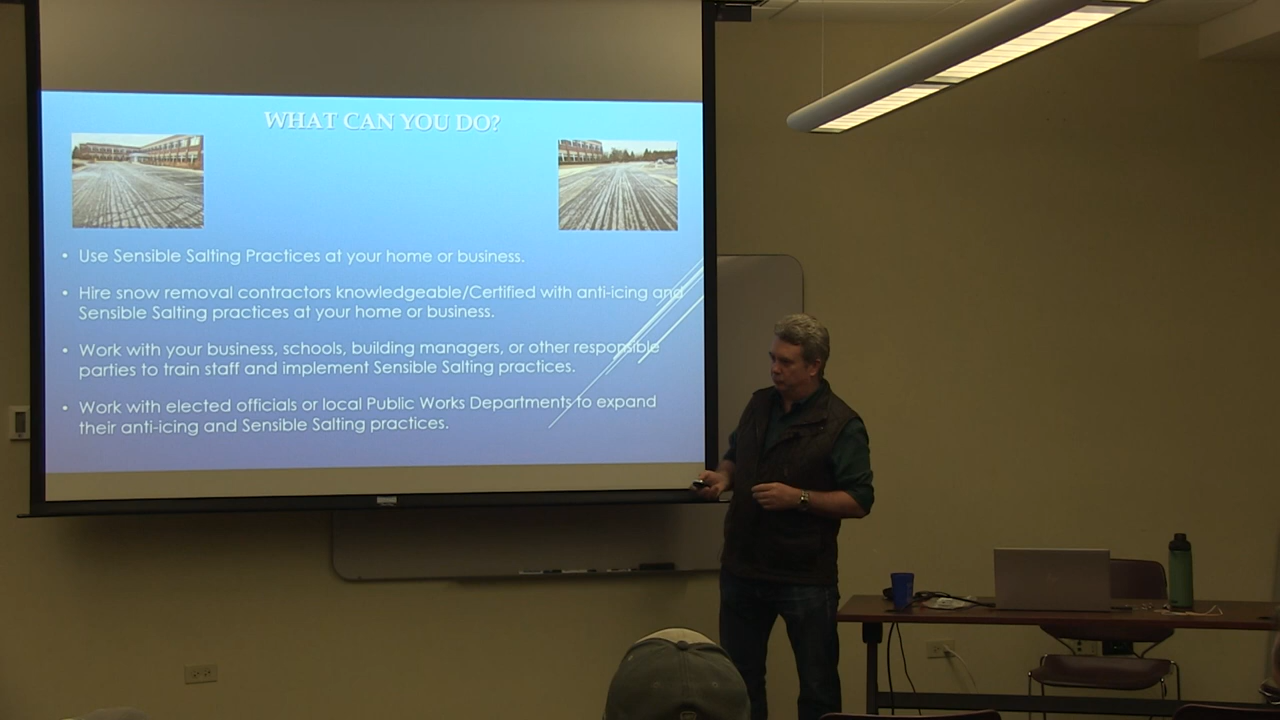 WHAT CAN YOU DO?
• Use Sensible Salting Practices at your home or business.
• Hire snow removal contractors knowledgeable/Certified with anti-icing and
Sensible Salting practices at your home or business.
• Work with your business, schools, building managers, or other responsible
parties to train staff and implement Sensible Salting practices.
• Work with elected officials or local Public Works Departments to expand
their anti-icing and Sensible Salting practices.